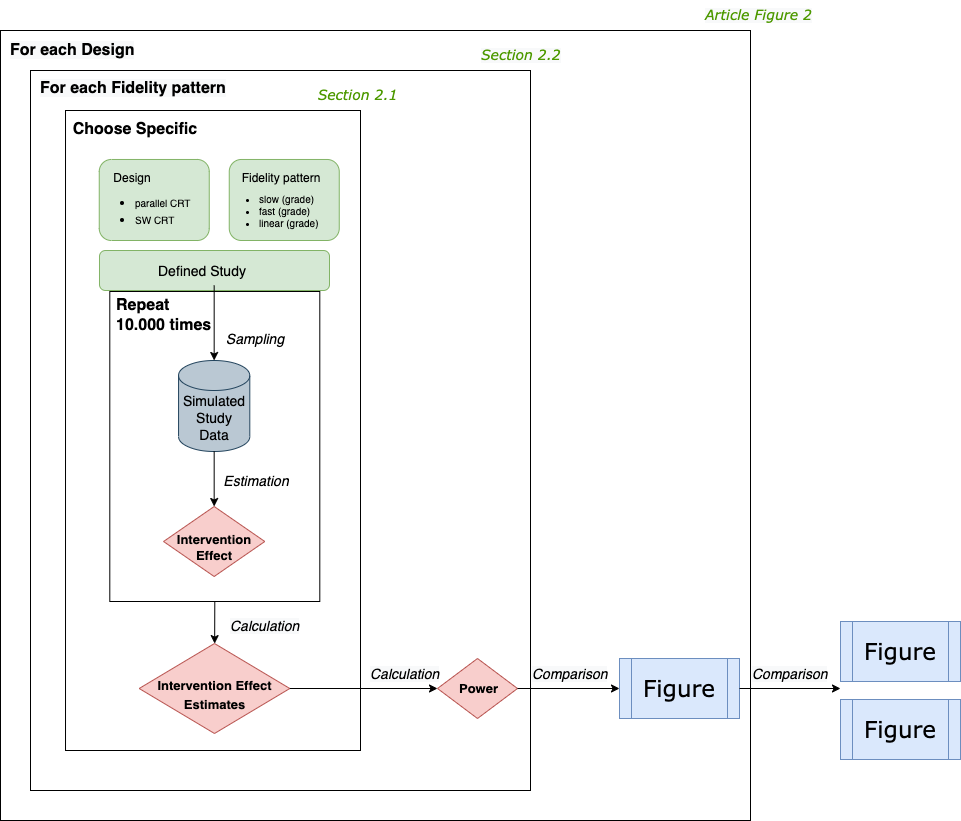 Article Figure 2
For each Design
Section 2.2
For each Fidelity pattern
Section 2.1
Choose Specific
Design
• parallel CRT
• SW CRT
Fidelity pattern
• slow (grade)
• fast (grade)
• linear (grade)
Defined Study
Repeat
10.000 times
Sampling
Simulated
Study
Data
Estimation
Intervention
Effect
Calculation
Intervention Effect
Estimates
Calculation
Power
Comparison
Figure
Comparison
Figure
Figure